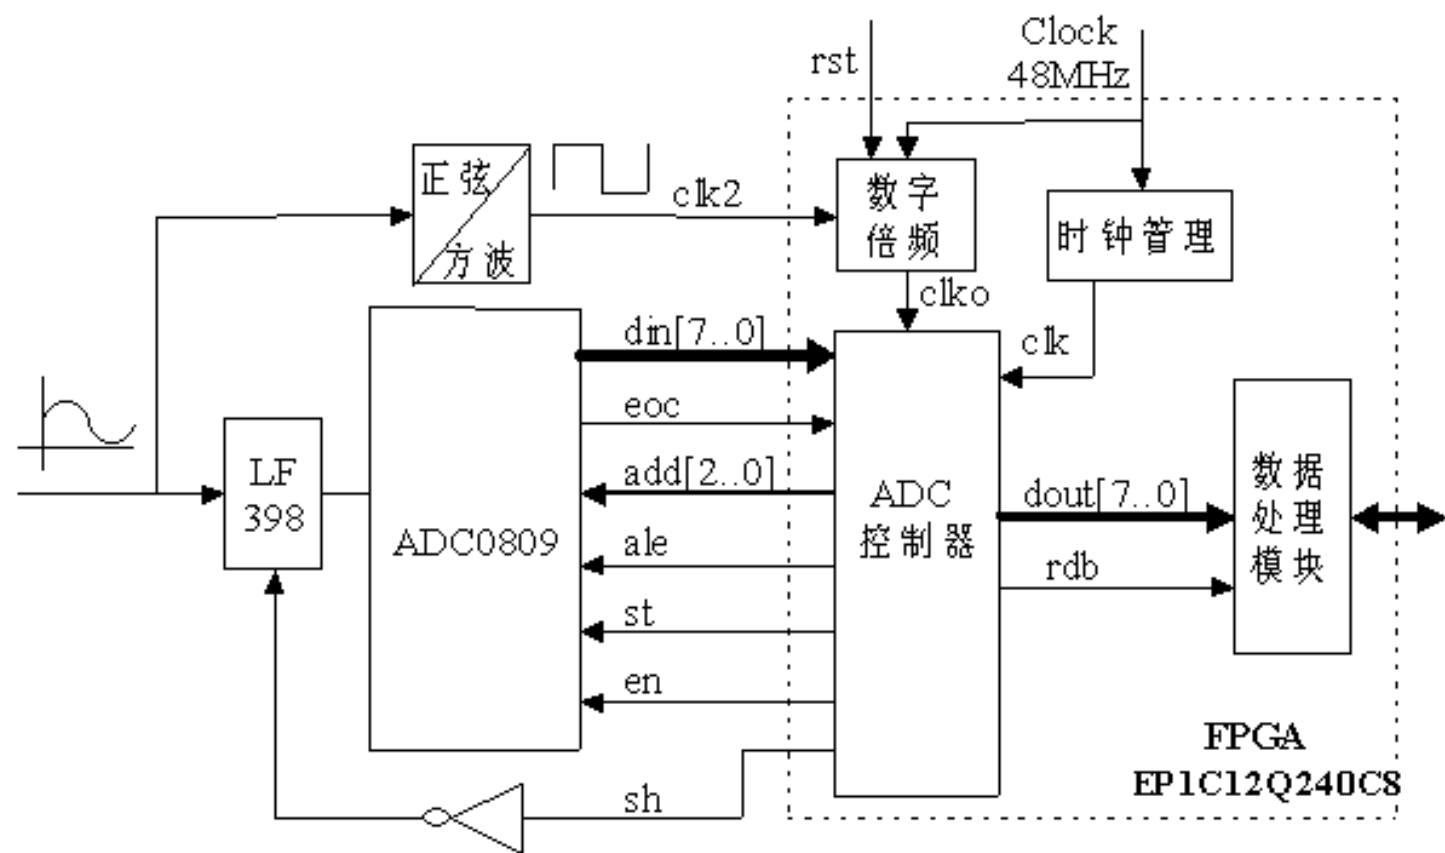 rst
Clock
48MHz
正弦
方波
clk2
数字
倍频
时钟管理
clko
din[7..0]
clk
eoc
LF
398
add[2..0]
ADC0809
ADC
控制器
dout[7..0]
数据
处理
模块
ale
rdb
st
en
sh
FPGA
EP1C12Q240C8